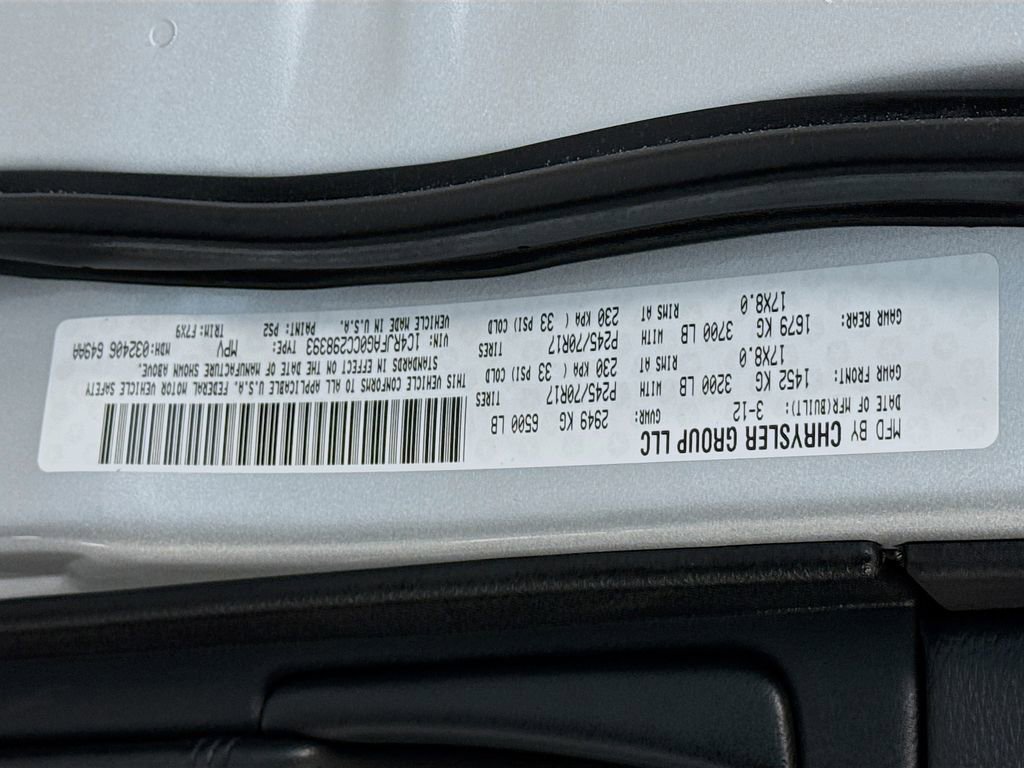 MFD BY CHRYSLER GROUP LLC
DATE OF MFR(BUILT): 3-12 GVWR: 2949 KG 6500 LB
GAWR FRONT: 1452 KG 3200 LB WITH TIRES P245/70R17
17X8.0 RIMS AT 230 KPA ( 33 PSI) COLD
GAWR REAR: 1679 KG 3700 LB WITH TIRES P245/70R17
17X8.0 RIMS AT 230 KPA ( 33 PSI) COLD
THIS VEHICLE CONFORMS TO ALL APPLICABLE U.S.A. FEDERAL MOTOR VEHICLE SAFETY
STANDARDS IN EFFECT ON THE DATE OF MANUFACTURE SHOWN ABOVE.
VIN: 1C4RJFAG0CC298393 TYPE: MPV MDH:032406 649AA
VEHICLE MADE IN U.S.A. PAINT: PS2 TRIM:F7X9